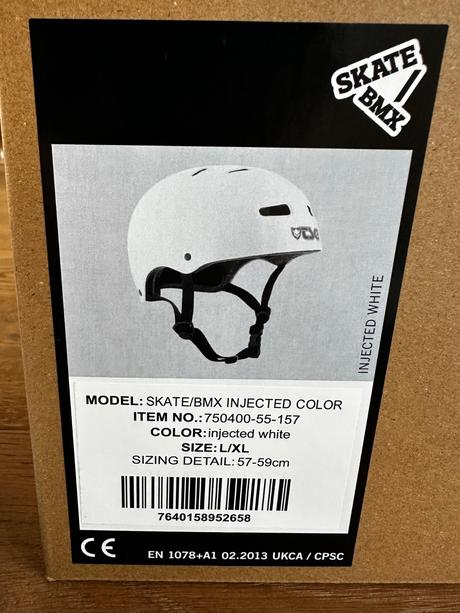 SKATE
BMX
TSG
INJECTED WHITE
MODEL: SKATE/BMX INJECTED COLOR
ITEM NO.:750400-55-157
COLOR:injected white
SIZE:L/XL
SIZING DETAIL:57-59cm
7640158952658
CE EN 1078+A1 02.2013 UKCA / CPSC